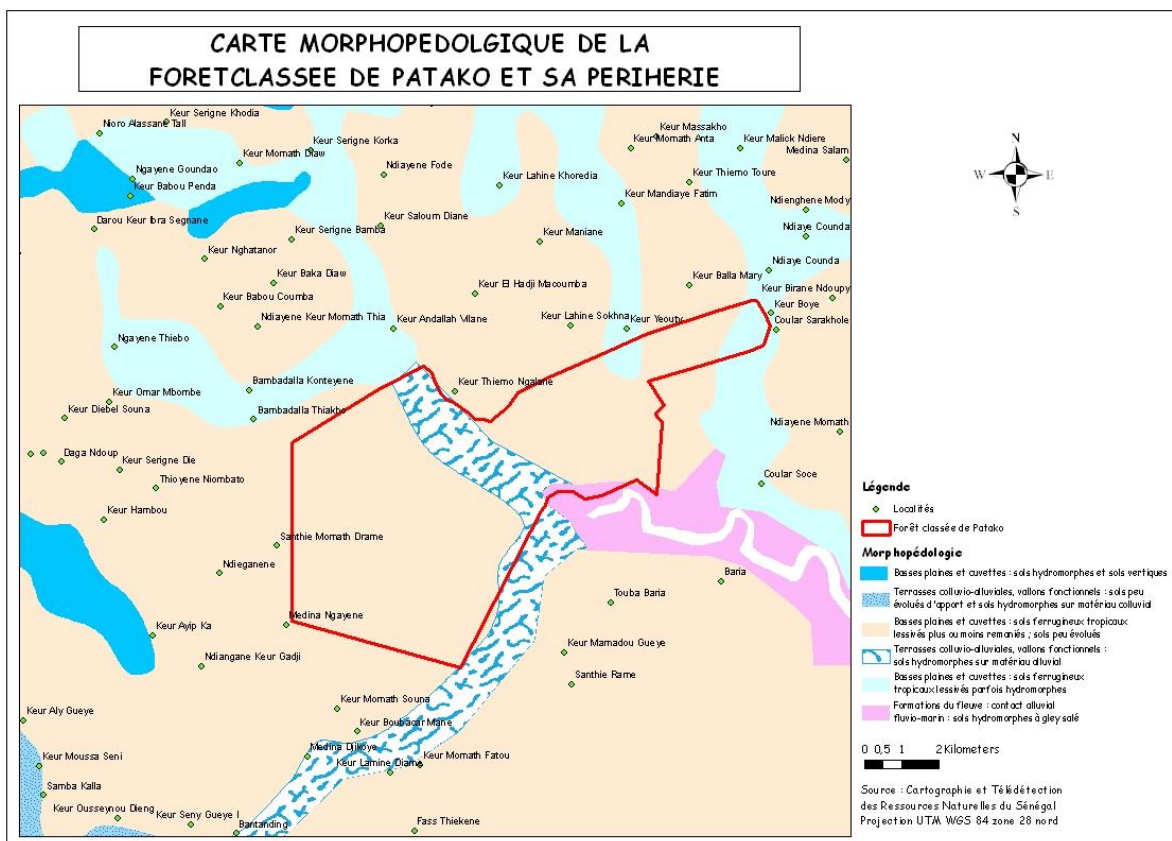 CARTE MORPHOPEDOLGIQUE DE LA
FORETCLASSEE DE PATAKO ET SA PERIHERIE
Keur Serigne Khodia
Nioro Alassane Tall
Keur Massakho
Keur Serigne Korka
Keur Momath Anta
Keur Malick Ndiere
Keur Momath Diaw
Medina Salam
Ndiayene Fode
Ngayene Goundao
Keur Thierno Toure
Keur Lahine Khoredia
Keur Babou Penda
Keur Mandiaye Fatim
Ndienghene Mody
Darou Keur Ibra Segnane
Keur Saloum Diane
Keur Serigne Bamba
Keur Maniane
Ndiaye Counda
Keur Nghatanor
Ndiaye Counda
Keur Baka Diaw
Keur Balla Mary
Keur El Hadji Macoumba
Keur Birane Ndoupy
Keur Babou Coumba
Keur Boye
Ndiayene Keur Momath Thia
Keur Andallah Vilane
Keur Lahine Sokhna
Keur Yeouty
Coular Sarakhole
Ngayene Thiebo
Bambadalla Konteyene
Keur Thierno Ngalane
Keur Omar Mbombe
Keur Diebel Souna
Bambadalla Thiakho
Ndiayene Momath
Daga Ndoup
Keur Serigne Die
Thioyene Niombato
Coular Soce
Keur Hambou
Santhie Momath Drame
Ndieganene
Baria
Touba Baria
Medina Ngayene
Keur Ayip Ka
Keur Mamadou Gueye
Ndiangane Keur Gadji
Santhie Rame
Keur Momath Souna
Keur Aly Gueye
Keur Boubacar Mane
Medina Djikoye
Keur Moussa Seni
Keur Momath Fatou
Keur Lamine Diame
Samba Kalla
Keur Ousseynou Dieng
Keur Seny Gueye I
Bantanding
Fass Thiekene
N
W
E
S
Légende
Localités
Forêt classée de Patako
Morphopédologie
Basses plaines et cuvettes : sols hydromorphes et sols vertiques
Terrasses colluvio-alluviales, vallons fonctionnels : sols peu
évolués d'apport et sols hydromorphes sur matériau colluvial
Basses plaines et cuvettes : sols ferrugineux tropicaux
lessivés plus ou moins remaniés ; sols peu évolués
Terrasses colluvio-alluviales, vallons fonctionnels :
sols hydromorphes sur matériau alluvial
Basses plaines et cuvettes : sols ferrugineux
tropicaux lessivés parfois hydromorphes
Formations du fleuve : contact alluvial
fluvio-marin : sols hydromorphes à gley salé
0 0,5 1 2 Kilometers
Source : Cartographie et Télédétection
des Ressources Naturelles du Sénégal
Projection UTM WGS 84 zone 28 nord